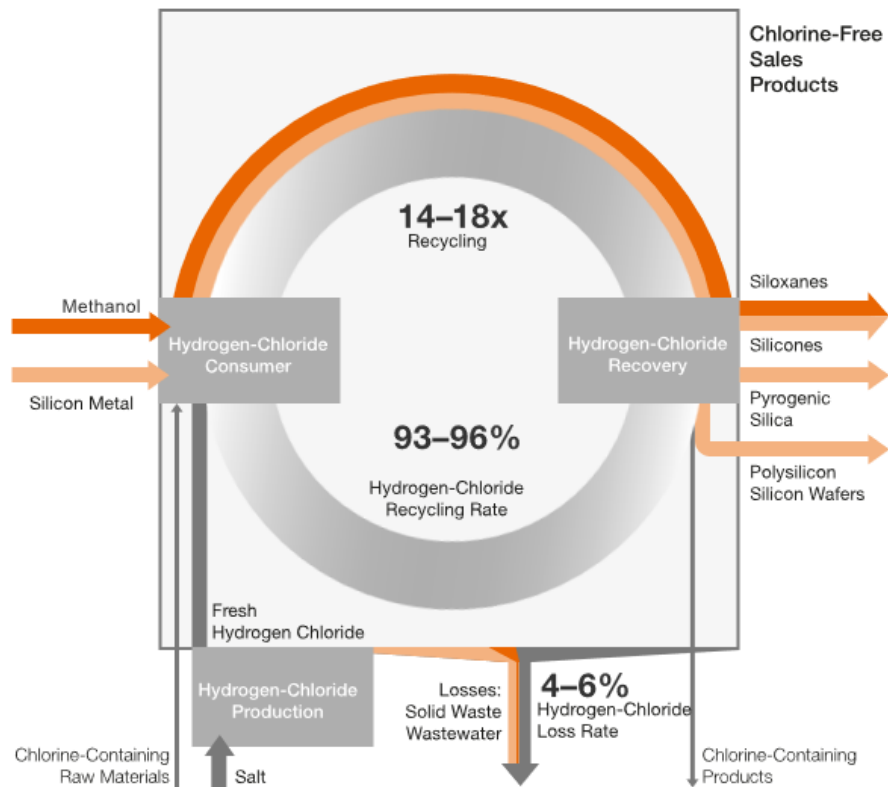 Chlorine-Free
Sales
Products
14–18x
Recycling
Methanol
Silicon Metal
Hydrogen-Chloride
Consumer
Hydrogen-Chloride
Recovery
Siloxanes
Silicones
Pyrogenic
Silica
Polysilicon
Silicon Wafers
93–96%
Hydrogen-Chloride
Recycling Rate
Fresh
Hydrogen Chloride
Hydrogen-Chloride
Production
Losses:
Solid Waste
Wastewater
4–6%
Hydrogen-Chloride
Loss Rate
Chlorine-Containing
Raw Materials
Salt
Chlorine-Containing
Products